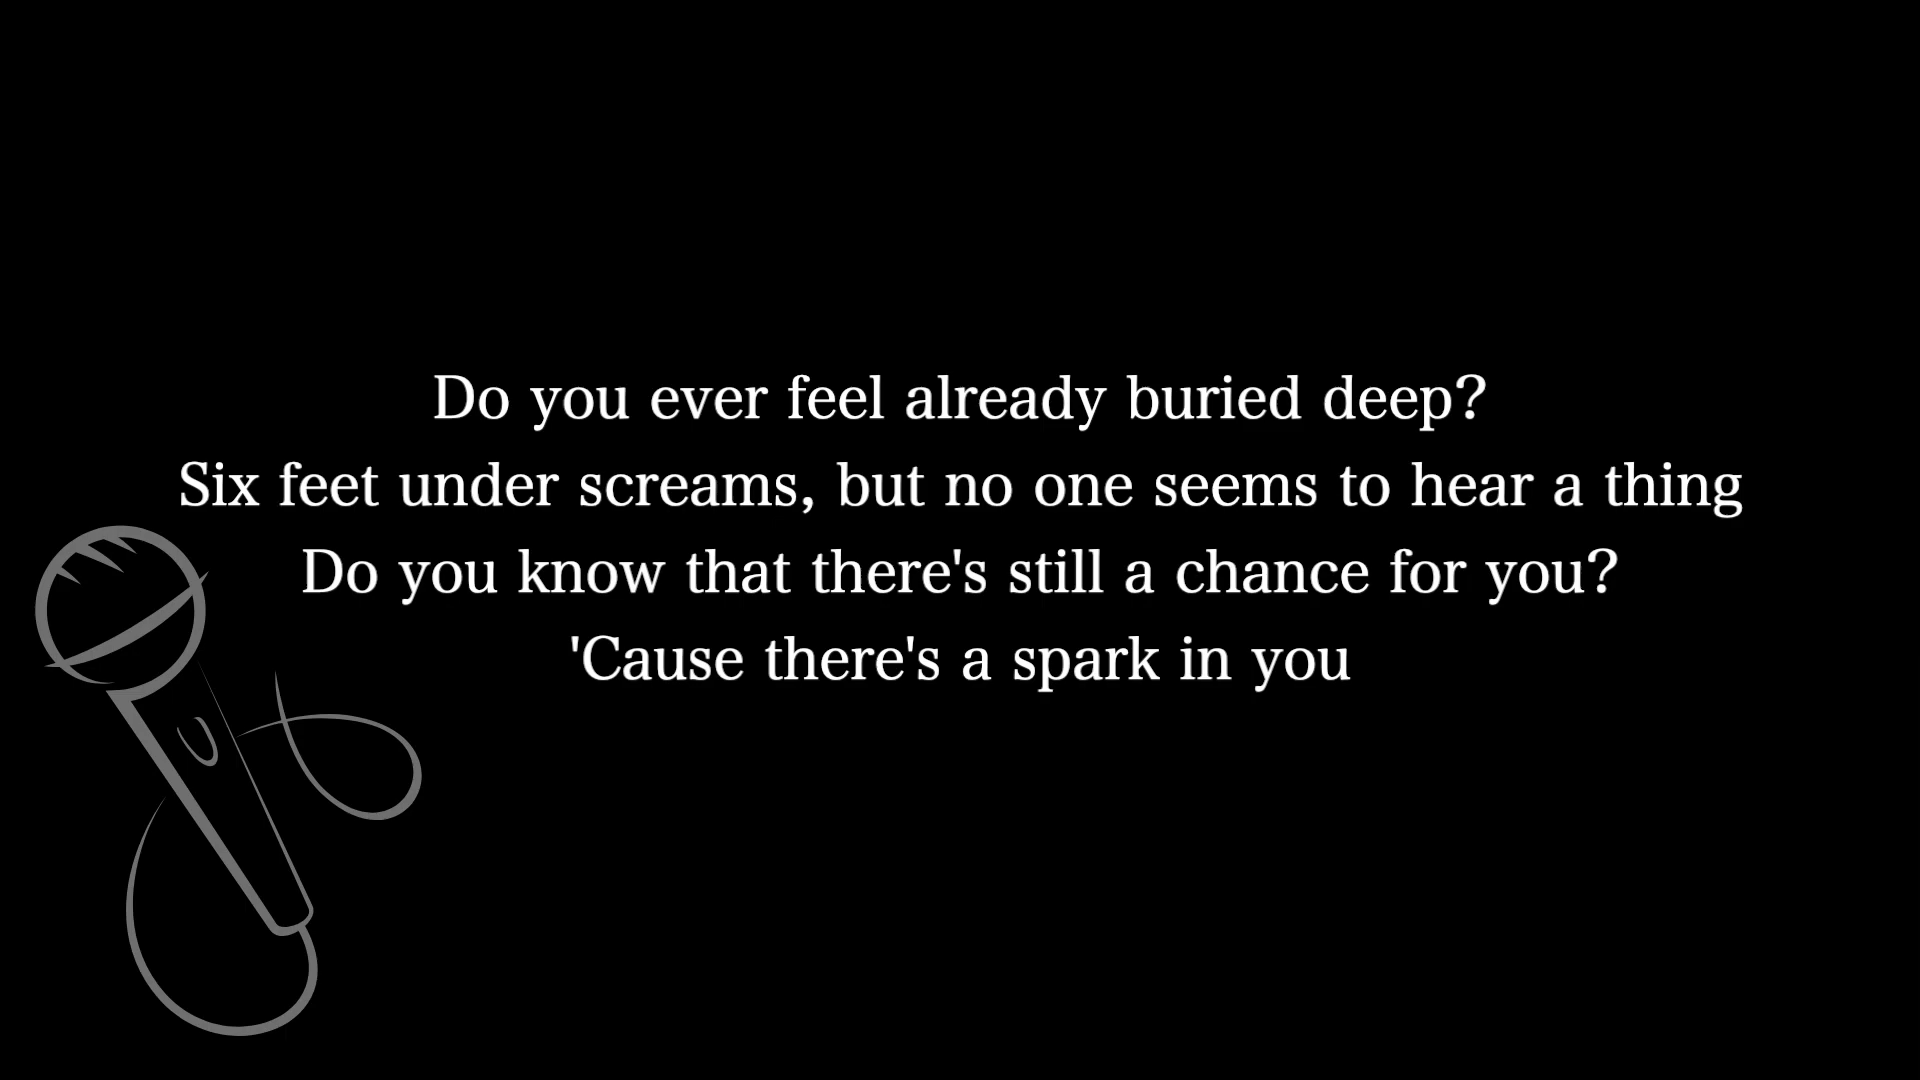 Do you ever feel already buried deep?
Six feet under screams, but no one seems to hear a thing
Do you know that there's still a chance for you?
'Cause there's a spark in you